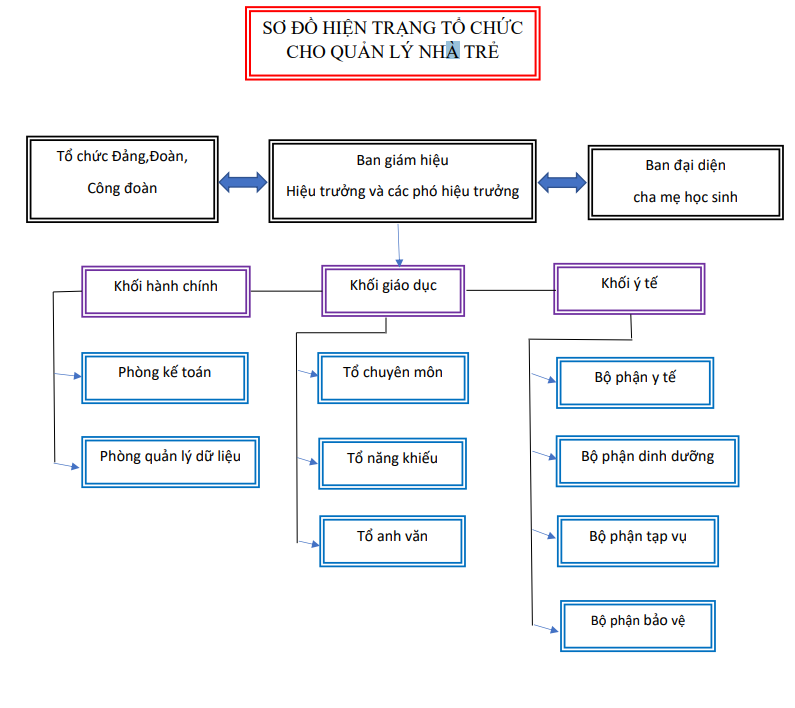 SƠ ĐỒ HIỆN TRẠNG TỔ CHỨC
CHO QUẢN LÝ NHÀ TRẺ
Tổ chức Đảng,Đoàn,
Công đoàn
Ban giám hiệu
Hiệu trưởng và các phó hiệu trưởng
Ban đại diện
cha mẹ học sinh
Khối hành chính
Khối giáo dục
Khối y tế
Phòng kế toán
Tổ chuyên môn
Bộ phận y tế
Phòng quản lý dữ liệu
Tổ năng khiếu
Bộ phận dinh dưỡng
Tổ anh văn
Bộ phận tạp vụ
Bộ phận bảo vệ